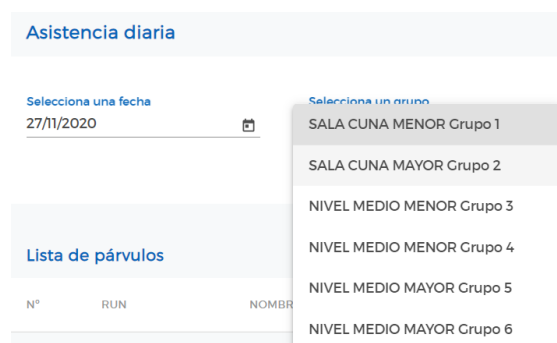 Asistencia diaria
Selecciona una fecha
27/11/2020
Selecciona un grupo
SALA CUNA MENOR Grupo 1
SALA CUNA MAYOR Grupo 2
NIVEL MEDIO MENOR Grupo 3
NIVEL MEDIO MENOR Grupo 4
NIVEL MEDIO MAYOR Grupo 5
NIVEL MEDIO MAYOR Grupo 6
Lista de párvulos
N° RUN NOMBR